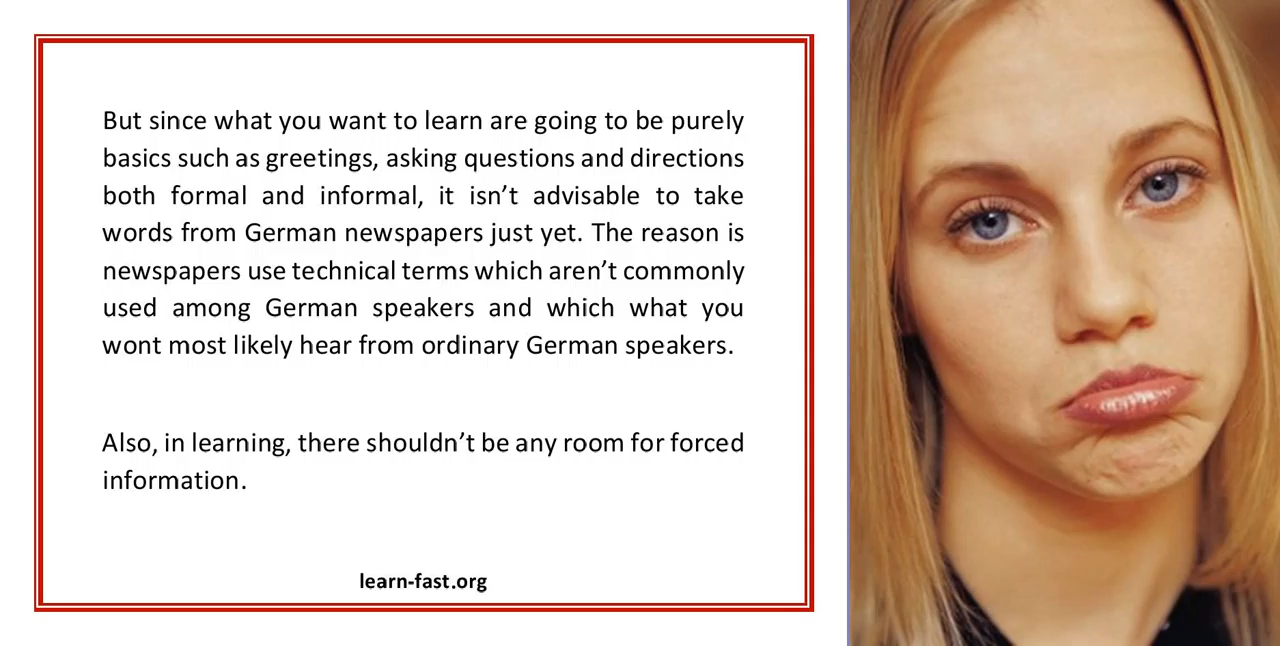 But since what you want to learn are going to be purely
basics such as greetings, asking questions and directions
both formal and informal, it isn’t advisable to take
words from German newspapers just yet. The reason is
newspapers use technical terms which aren’t commonly
used among German speakers and which what you
wont most likely hear from ordinary German speakers.
Also, in learning, there shouldn’t be any room for forced
information.
learn-fast.org